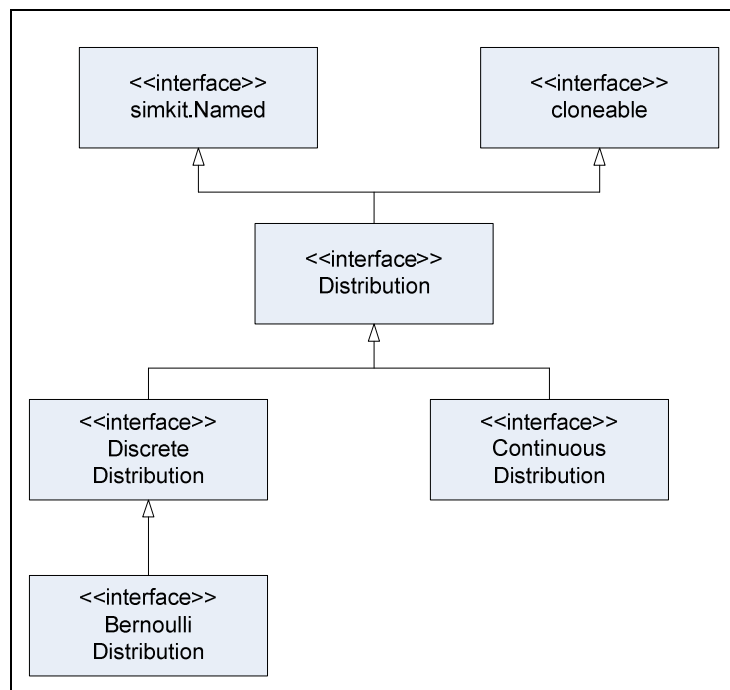 <<interface>>
simkit.Named
<<interface>>
cloneable
<<interface>>
Distribution
<<interface>>
Discrete
Distribution
<<interface>>
Continuous
Distribution
<<interface>>
Bernoulli
Distribution